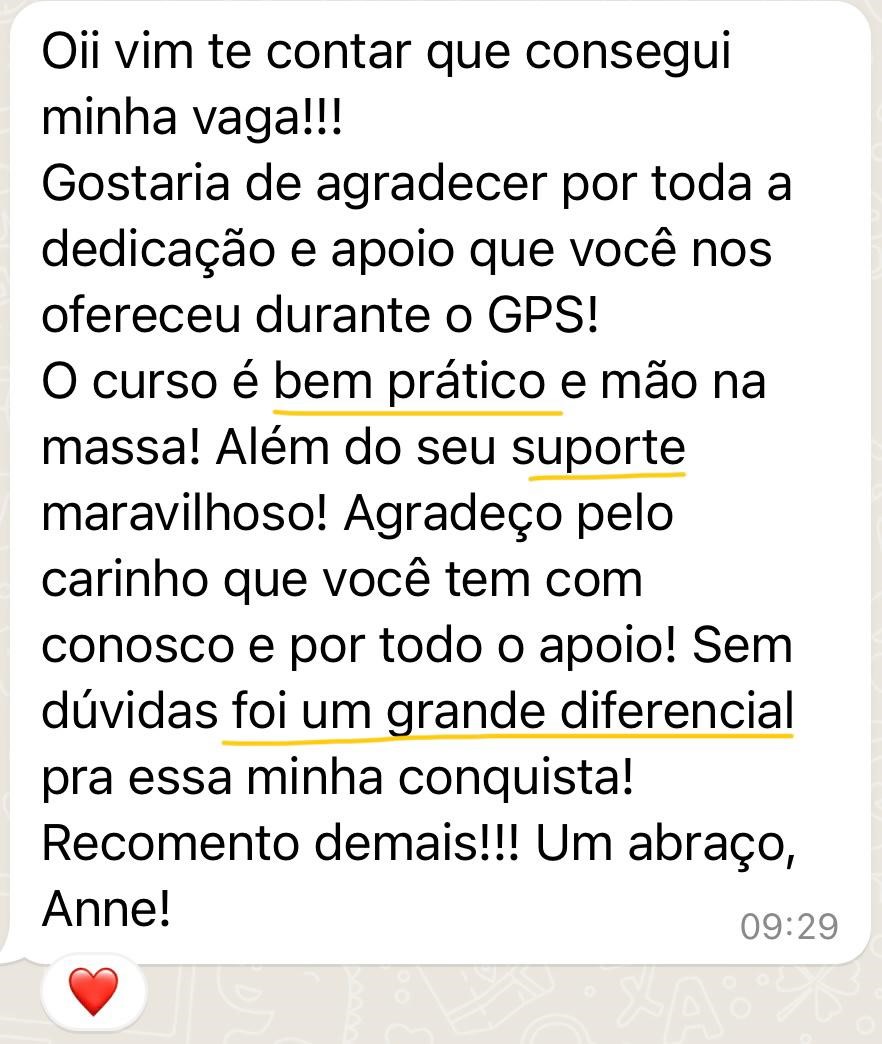 Oii vim te contar que consegui
minha vaga!!!
Gostaria de agradecer por toda a
dedicação e apoio que você nos
ofereceu durante o GPS!
O curso é bem prático e mão na
massa! Além do seu suporte
maravilhoso! Agradeço pelo
carinho que você tem com
conosco e por todo o apoio! Sem
dúvidas foi um grande diferencial
pra essa minha conquista!
Recomento demais!!! Um abraço,
Anne!
09:29